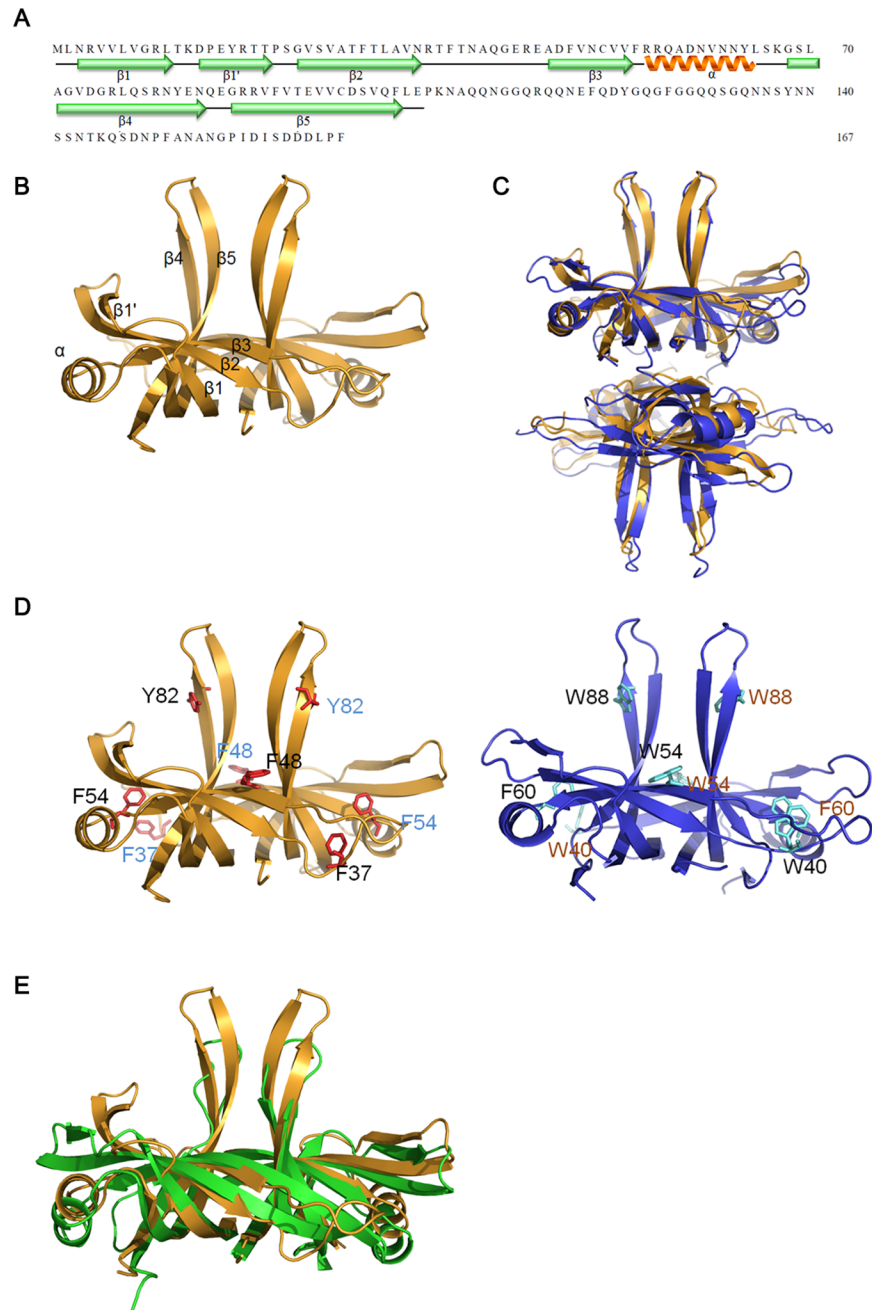 A
MLNRVVLVGRLTKDPEYRTTPSGVSVATFTLAVNRTFTNAQGEREADFVNCVVFRRQADNVNNYLSKGSL 70
β1 β1' β2 β3 α
AGVDGRLQSRNYENQEGRRVFVTEVVCDSVQFLEPKNAQQNGGQRQQNEFQDYGQGFGGQQSGQNNSYNN 140
β4 β5
SSNTKQSDNPFANANGPIDISDDDLPF 167
B
C
β4 β5
β1'
α
β3
β2
β1
D
Y82 Y82
F48
F48
F54
F54
F37
F37
W88 W88
W54
W54
F60
F60
W40
W40
E